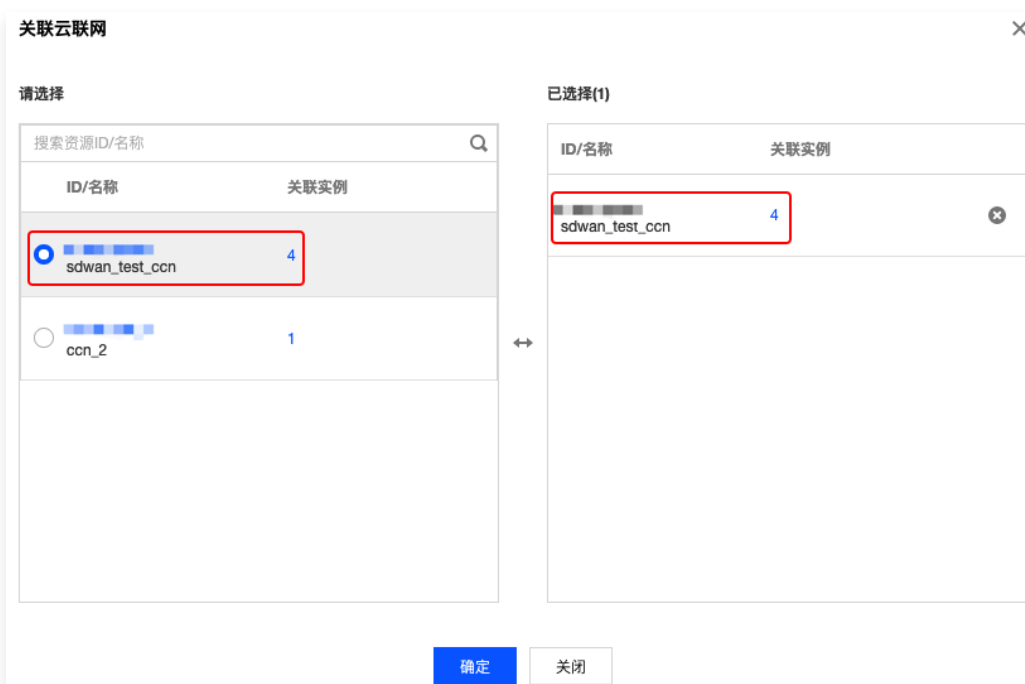 关联云联网
请选择
已选择(1)
搜索资源ID/名称
ID/名称 关联实例
sdwan_test_ccn 4
ccn_2 1
ID/名称 关联实例
sdwan_test_ccn 4
确定 关闭